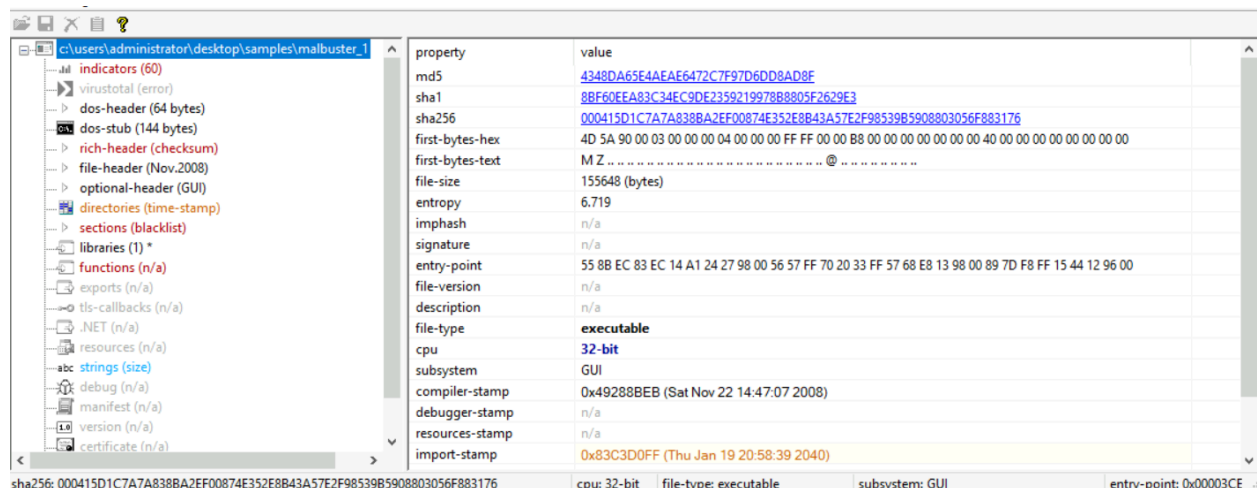 c:\users\administrator\desktop\samples\malbuster_1
indicators (60)
virustotal (error)
dos-header (64 bytes)
dos-stub (144 bytes)
rich-header (checksum)
file-header (Nov.2008)
optional-header (GUI)
directories (time-stamp)
sections (blacklist)
libraries (1) *
functions (n/a)
exports (n/a)
tls-callbacks (n/a)
.NET (n/a)
resources (n/a)
abc strings (size)
debug (n/a)
manifest (n/a)
1.0 version (n/a)
certificate (n/a)
property value
md5 4348DA65E4AEAE6472C7F97D6DD8AD8F
sha1 8BF60EEA83C34EC9DE2359219978B8805F2629E3
sha256 000415D1C7A7A838BA2EF00874E352E8B43A57E2F98539B5908803056F883176
first-bytes-hex 4D 5A 90 00 03 00 00 00 04 00 00 00 FF FF 00 00 B8 00 00 00 00 00 00 00 40 00 00 00 00 00 00 00
first-bytes-text M Z .. .. .. .. .. .. .. .. .. .. .. .. .. .. .. .. .. .. .. .. .. .. @ .. .. .. .. .. .. ..
file-size 155648 (bytes)
entropy 6.719
imphash n/a
signature n/a
entry-point 55 8B EC 83 EC 14 A1 24 27 98 00 56 57 FF 70 20 33 FF 57 68 E8 13 98 00 89 7D F8 FF 15 44 12 96 00
file-version n/a
description n/a
file-type executable
cpu 32-bit
subsystem GUI
compiler-stamp 0x49288BEB (Sat Nov 22 14:47:07 2008)
debugger-stamp n/a
resources-stamp n/a
import-stamp 0x83C3D0FF (Thu Jan 19 20:58:39 2040)
sha256: 000415D1C7A7A838BA2EF00874E352E8B43A57E2F98539B5908803056F883176 cpu: 32-bit file-type: executable subsystem: GUI entry-point: 0x00003CE